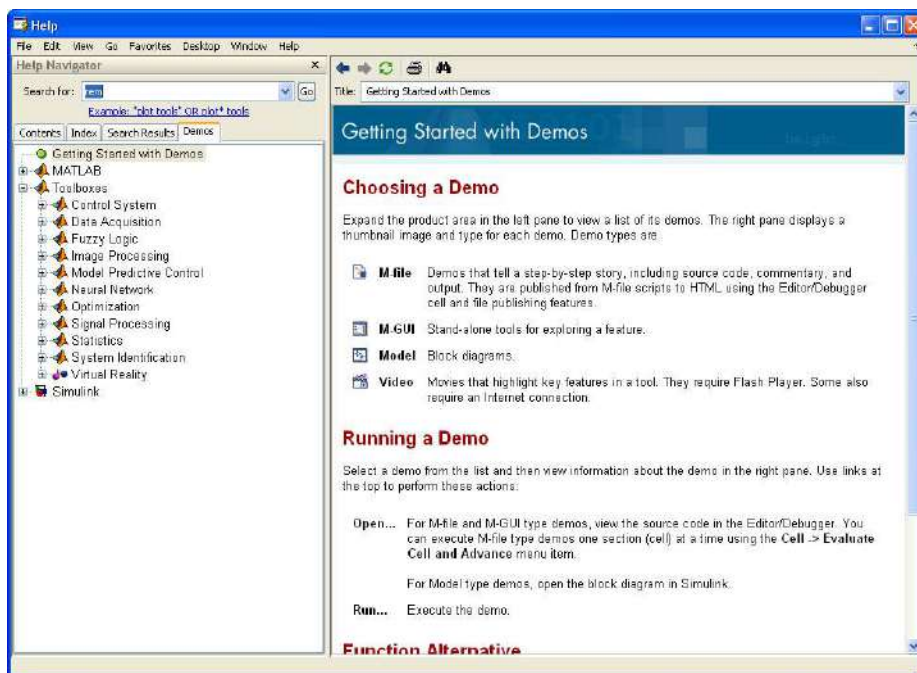 Help
File Edit View Go Favorites Desktop Window Help
Help Navigator
Search for: rem Go
Example: "plot tools" OR plot* tools
Contents Index Search Results Demos
Getting Started with Demos
MATLAB
Toolboxes
Control System
Data Acquisition
Fuzzy Logic
Image Processing
Model Predictive Control
Neural Network
Optimization
Signal Processing
Statistics
System Identification
Virtual Reality
Simulink
Title: Getting Started with Demos
Getting Started with Demos
Choosing a Demo
Expand the product area in the left pane to view a list of its demos. The right pane displays a
thumbnail image and type for each demo. Demo types are
M-file Demos that tell a step-by-step story, including source code, commentary, and
output. They are published from M-file scripts to HTML using the Editor/Debugger
cell and file publishing features.
M-GUI Stand-alone tools for exploring a feature.
Model Block diagrams.
Video Movies that highlight key features in a tool. They require Flash Player. Some also
require an Internet connection.
Running a Demo
Select a demo from the list and then view information about the demo in the right pane. Use links at
the top to perform these actions:
Open... For M-file and M-GUI type demos, view the source code in the Editor/Debugger. You
can execute M-file type demos one section (cell) at a time using the Cell -> Evaluate
Cell and Advance menu item.
For Model type demos, open the block diagram in Simulink.
Run... Execute the demo.
Function Alternative